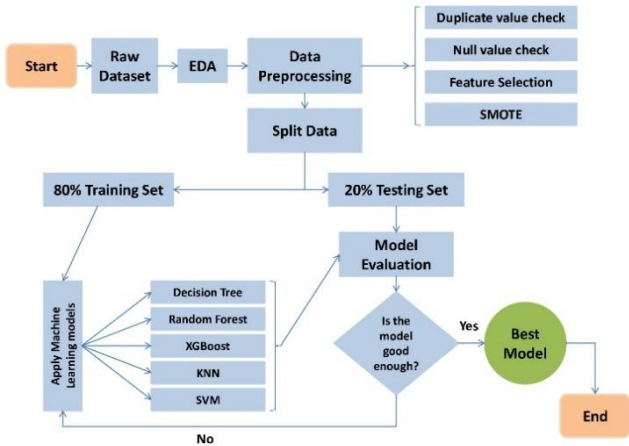 Start
Raw
Dataset
EDA
Data
Preprocessing
Duplicate value check
Null value check
Feature Selection
SMOTE
Split Data
80% Training Set
20% Testing Set
Model
Evaluation
Apply Machine
Learning models
Decision Tree
Random Forest
XGBoost
KNN
SVM
Is the
model
good
enough?
Yes
Best
Model
End
No